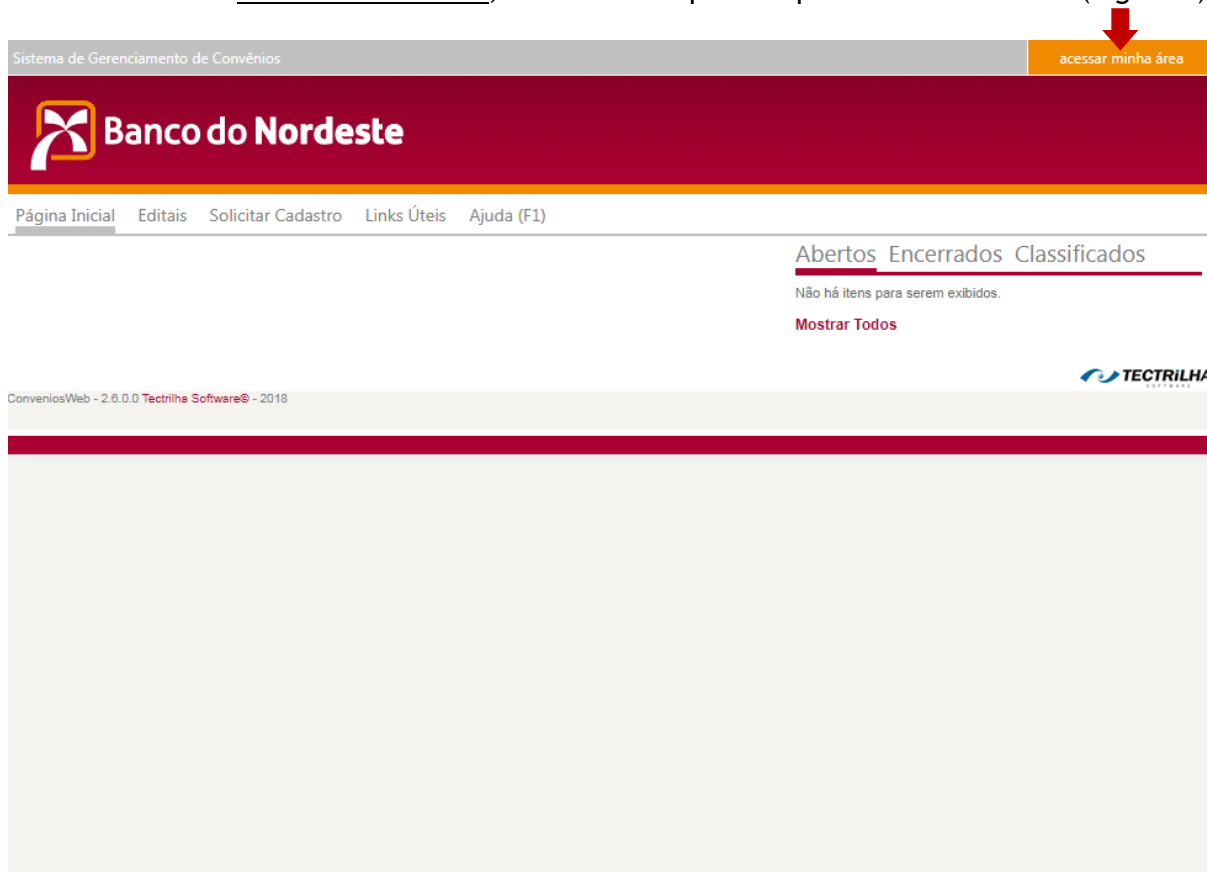 Sistema de Gerenciamento de Convênios
acessar minha área
Banco do Nordeste
Página Inicial Editais Solicitar Cadastro Links Úteis Ajuda (F1)
Abertos Encerrados Classificados
Não há itens para serem exibidos.
Mostrar Todos
TECTRiLHA
SOFTWARE
ConveniosWeb - 2.6.0.0 Tectrilha Software® - 2018